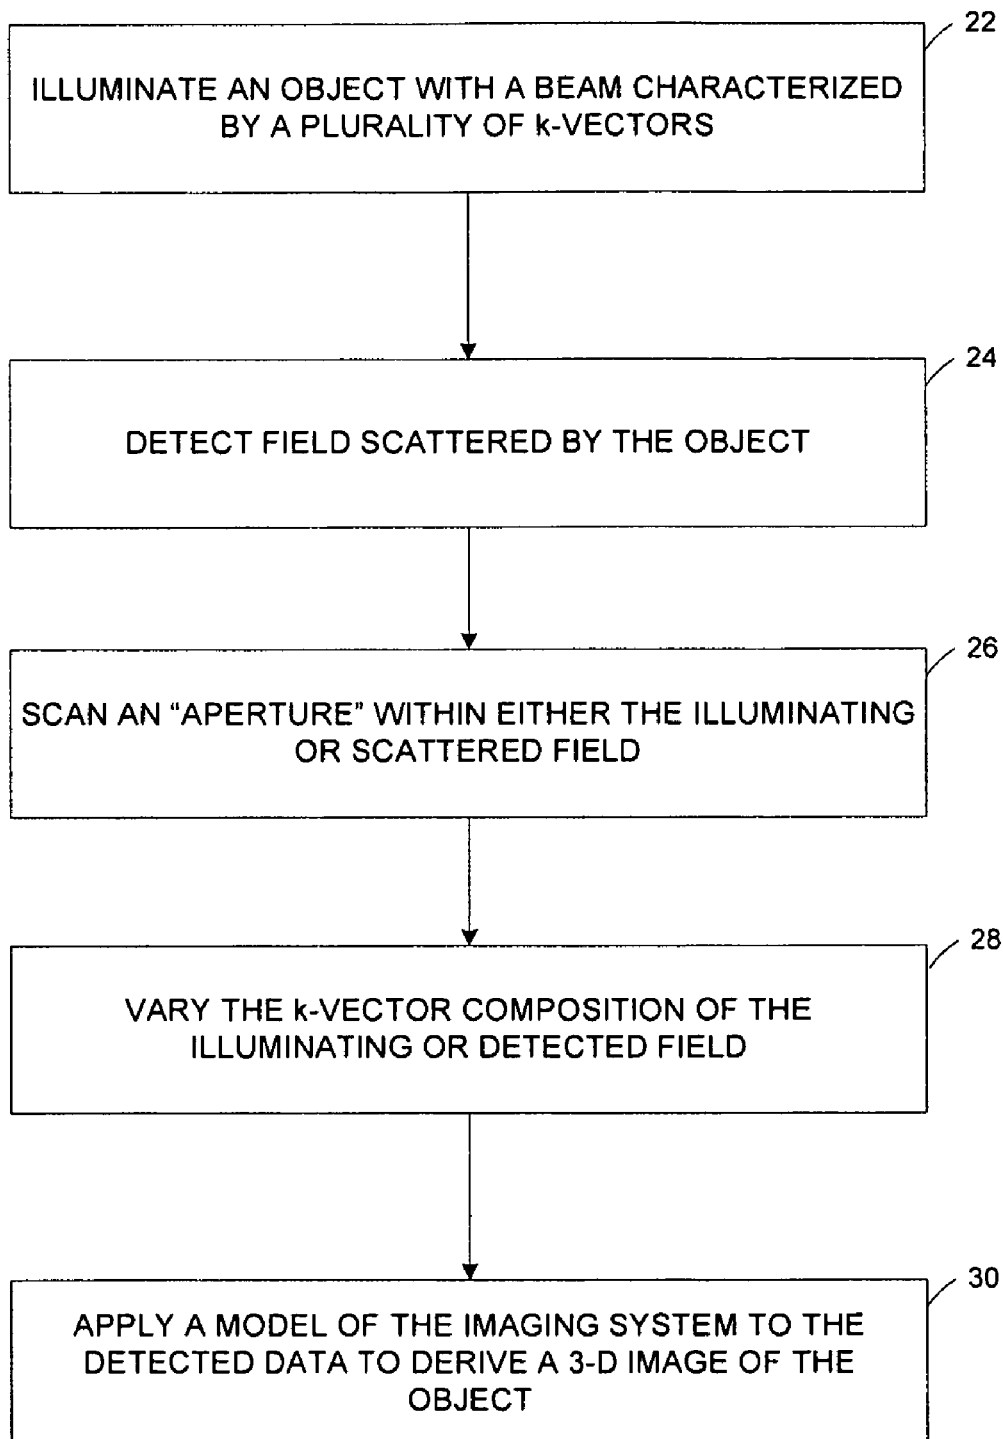 22
ILLUMINATE AN OBJECT WITH A BEAM CHARACTERIZED
BY A PLURALITY OF k-VECTORS
24
DETECT FIELD SCATTERED BY THE OBJECT
26
SCAN AN “APERTURE” WITHIN EITHER THE ILLUMINATING
OR SCATTERED FIELD
28
VARY THE k-VECTOR COMPOSITION OF THE
ILLUMINATING OR DETECTED FIELD
30
APPLY A MODEL OF THE IMAGING SYSTEM TO THE
DETECTED DATA TO DERIVE A 3-D IMAGE OF THE
OBJECT